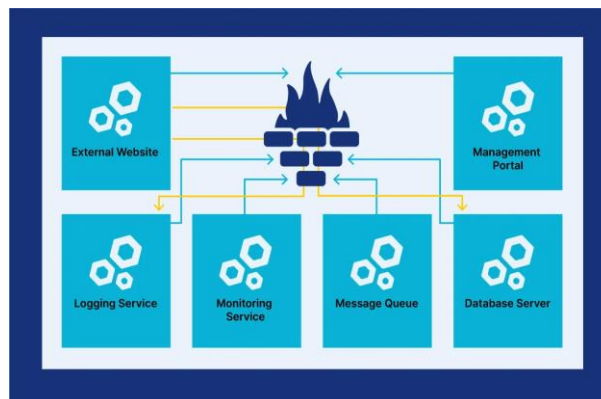 External Website
Management
Portal
Logging Service
Monitoring
Service
Message Queue
Database Server